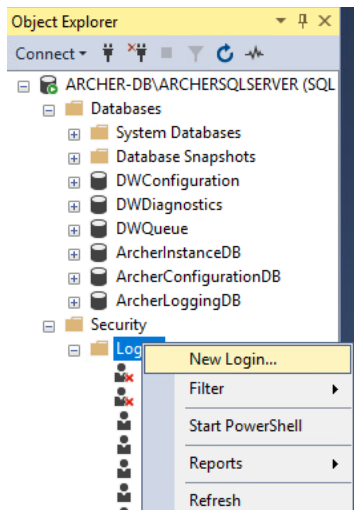 Object Explorer
Connect
ARCHER-DB\ARCHERSQLSERVER (SQL
Databases
System Databases
Database Snapshots
DWConfiguration
DWDiagnostics
DWQueue
ArcherInstanceDB
ArcherConfigurationDB
ArcherLoggingDB
Security
Log
New Login...
Filter
Start PowerShell
Reports
Refresh